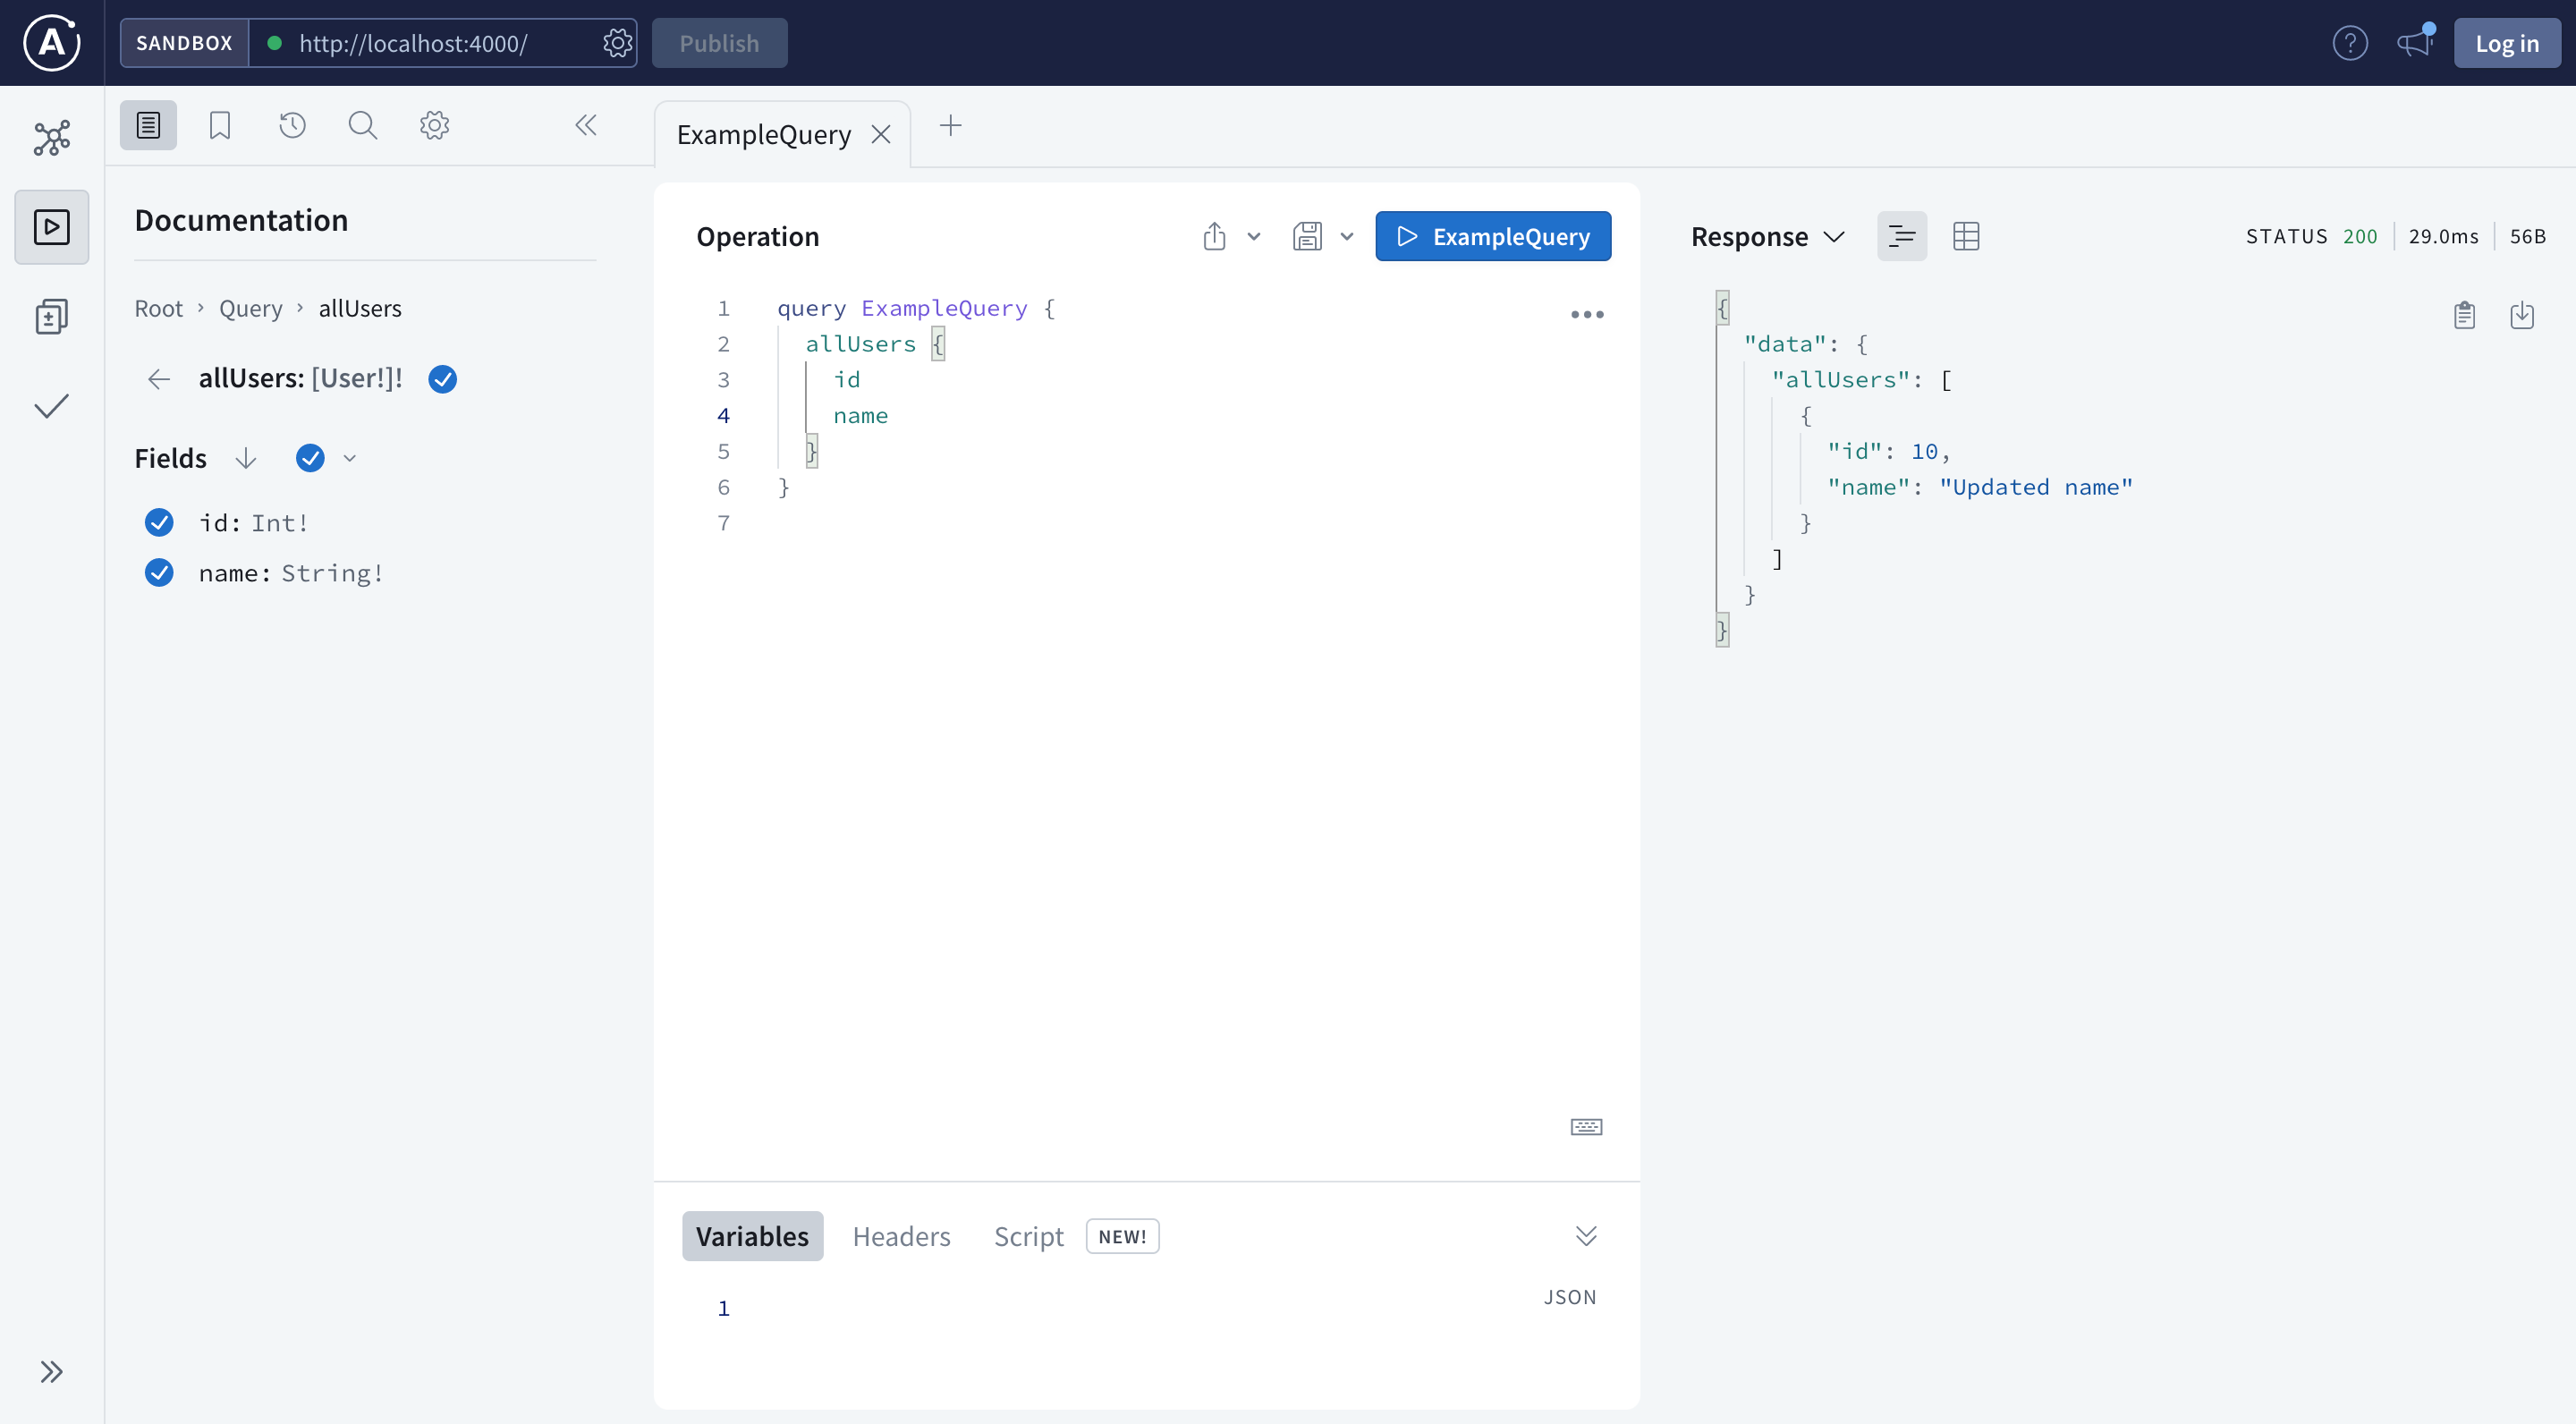 A SANDBOX http://localhost:4000/ Publish ? Log in
ExampleQuery
Documentation
Root › Query › allUsers
allUsers: [User!]!
Fields
id: Int!
name: String!
Operation
ExampleQuery
1 query ExampleQuery {
2 allUsers {
3 id
4 name
5 }
6 }
7
Variables Headers Script NEW!
JSON
1
Response STATUS 200 29.0ms 56B
{
"data": {
"allUsers": [
{
"id": 10,
"name": "Updated name"
}
]
}
}